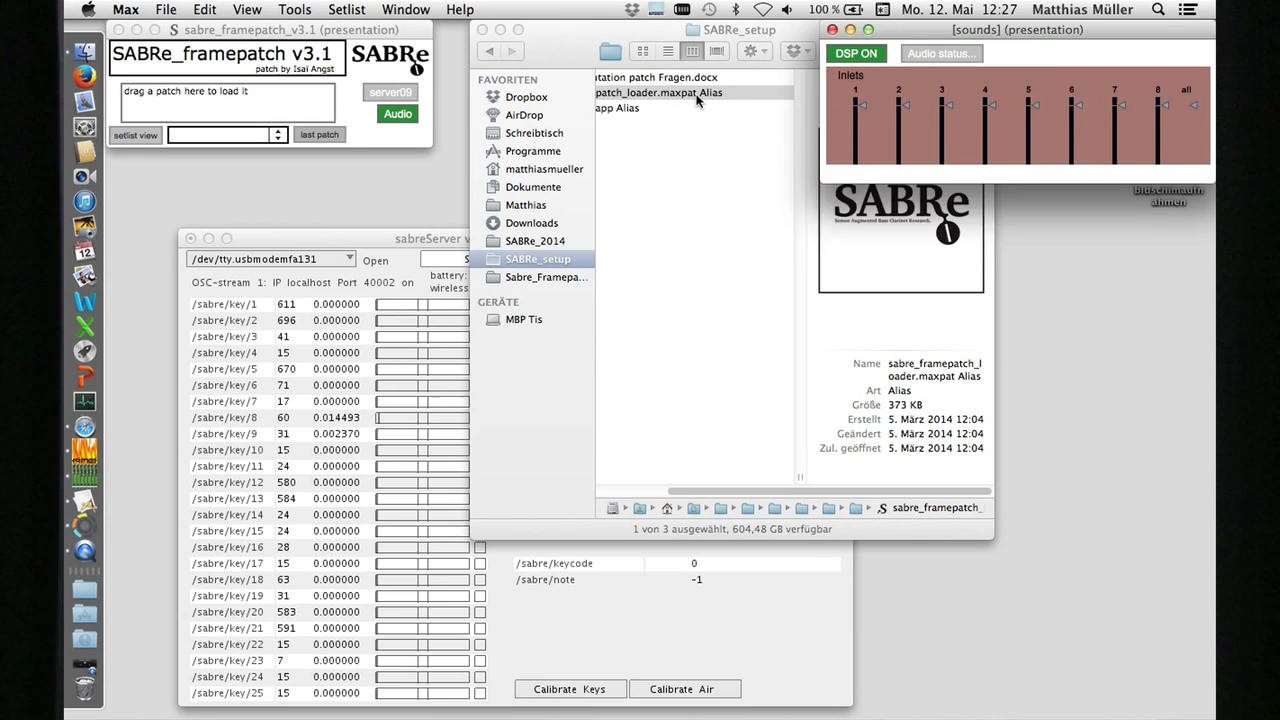 Max File Edit View Tools Setlist Window Help 100 % Mo. 12. Mai 12:27 Matthias Müller
sabre_framepatch_v3.1 (presentation)
SABRe_framepatch v3.1
patch by Isaï Angst
SABRe
drag a patch here to load it
server09
Audio
setlist view
last patch
SABRe_setup
FAVORITEN
Dropbox
AirDrop
Schreibtisch
Programme
matthiasmueller
Dokumente
Matthias
Downloads
SABRe_2014
SABRe_setup
Sabre_Framepa...
GERÄTE
MBP Tis
tation patch Fragen.docx
patch_loader.maxpat Alias
app Alias
[sounds] (presentation)
DSP ON
Audio status...
Inlets
1 2 3 4 5 6 7 8 all
bildschimaufn
ahmen
SABRe
Sensor Augmented Bass Clarinet Research.
Name sabre_framepatch_l
oader.maxpat Alias
Art Alias
Größe 373 KB
Erstellt 5. März 2014 12:04
Geändert 5. März 2014 12:04
Zul. geöffnet 5. März 2014 12:04
sabre_framepatch_
1 von 3 ausgewählt, 604,48 GB verfügbar
sabreServer v
/dev/tty.usbmodemfa131 Open S
OSC-stream 1: IP localhost Port 40002 on
battery:
wireless
/sabre/key/1 611 0.000000
/sabre/key/2 696 0.000000
/sabre/key/3 41 0.000000
/sabre/key/4 15 0.000000
/sabre/key/5 670 0.000000
/sabre/key/6 71 0.000000
/sabre/key/7 17 0.000000
/sabre/key/8 60 0.014493
/sabre/key/9 31 0.002370
/sabre/key/10 15 0.000000
/sabre/key/11 24 0.000000
/sabre/key/12 580 0.000000
/sabre/key/13 584 0.000000
/sabre/key/14 24 0.000000
/sabre/key/15 24 0.000000
/sabre/key/16 28 0.000000
/sabre/key/17 15 0.000000
/sabre/key/18 63 0.000000
/sabre/key/19 31 0.000000
/sabre/key/20 583 0.000000
/sabre/key/21 591 0.000000
/sabre/key/22 15 0.000000
/sabre/key/23 7 0.000000
/sabre/key/24 15 0.000000
/sabre/key/25 15 0.000000
/sabre/keycode 0
/sabre/note -1
Calibrate Keys
Calibrate Air